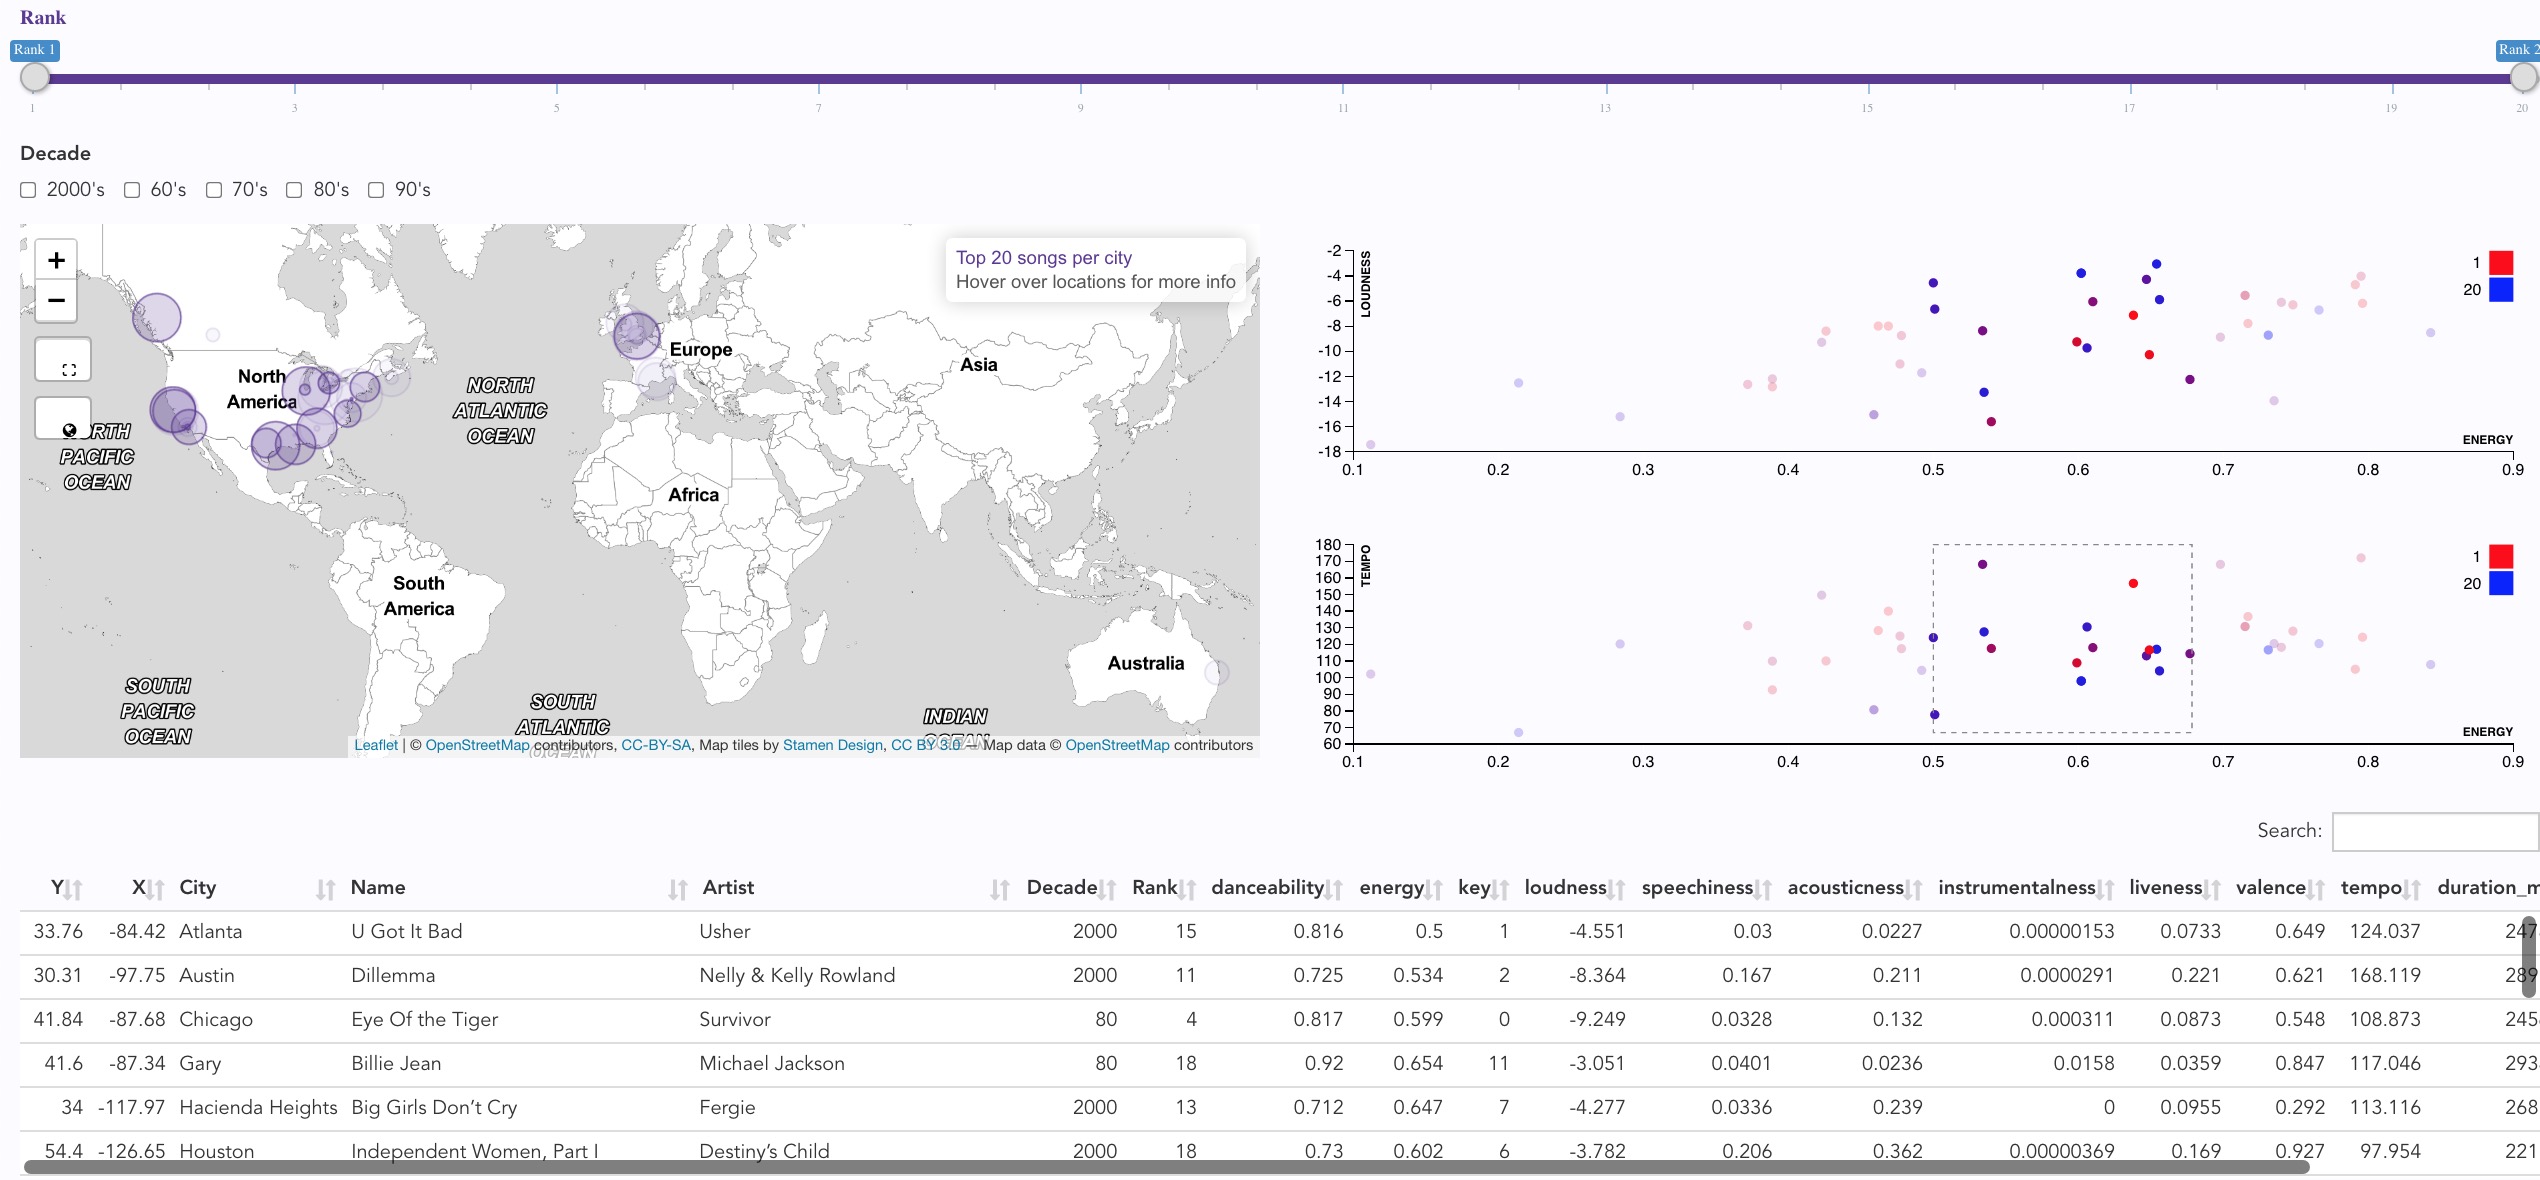 Rank
Rank 1
Rank 2
1 3 5 7 9 11 13 15 17 19 20
Decade
2000's 60's 70's 80's 90's
+
−
Top 20 songs per city
Hover over locations for more info
Europe
Asia
North
America
NORTH
ATLANTIC
OCEAN
ORTH
PACIFIC
OCEAN
Africa
South
America
Australia
SOUTH
PACIFIC
OCEAN
SOUTH
ATLANTIC
OCEAN
INDIAN
OCEAN
Leaflet | © OpenStreetMap contributors, CC-BY-SA, Map tiles by Stamen Design, CC BY 3.0 — Map data © OpenStreetMap contributors
-2
-4
-6
-8
-10
-12
-14
-16
-18
LOUDNESS
1
20
ENERGY
0.1 0.2 0.3 0.4 0.5 0.6 0.7 0.8 0.9
180
170
160
150
140
130
120
110
100
90
80
70
60
TEMPO
1
20
ENERGY
0.1 0.2 0.3 0.4 0.5 0.6 0.7 0.8 0.9
Search:
Y X City Name Artist Decade Rank danceability energy key loudness speechiness acousticness instrumentalness liveness valence tempo duration_m
33.76 -84.42 Atlanta U Got It Bad Usher 2000 15 0.816 0.5 1 -4.551 0.03 0.0227 0.00000153 0.0733 0.649 124.037 247
30.31 -97.75 Austin Dillemma Nelly & Kelly Rowland 2000 11 0.725 0.534 2 -8.364 0.167 0.211 0.0000291 0.221 0.621 168.119 289
41.84 -87.68 Chicago Eye Of the Tiger Survivor 80 4 0.817 0.599 0 -9.249 0.0328 0.132 0.000311 0.0873 0.548 108.873 245
41.6 -87.34 Gary Billie Jean Michael Jackson 80 18 0.92 0.654 11 -3.051 0.0401 0.0236 0.0158 0.0359 0.847 117.046 293
34 -117.97 Hacienda Heights Big Girls Don’t Cry Fergie 2000 13 0.712 0.647 7 -4.277 0.0336 0.239 0 0.0955 0.292 113.116 268
54.4 -126.65 Houston Independent Women, Part I Destiny’s Child 2000 18 0.73 0.602 6 -3.782 0.206 0.362 0.00000369 0.169 0.927 97.954 221